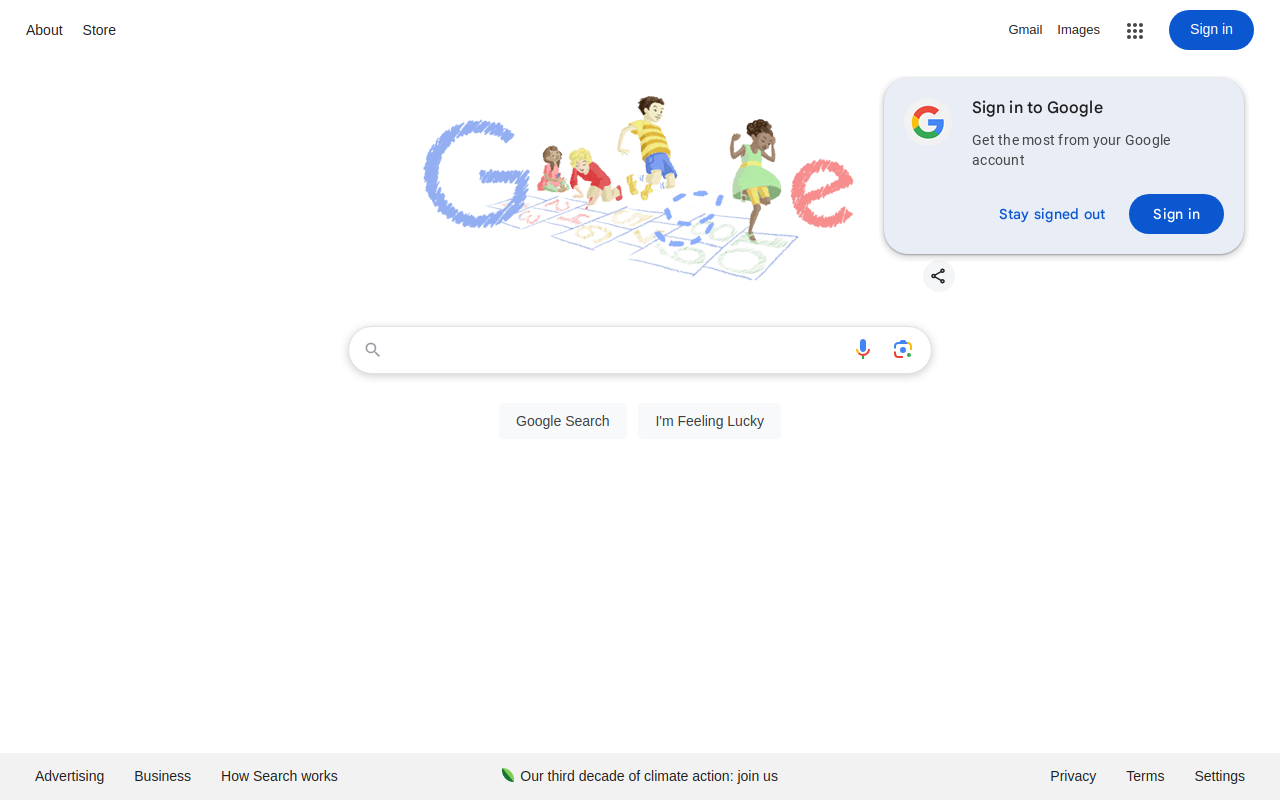 About
Store
Gmail
Images
Sign in
Sign in to Google
Get the most from your Google
account
Stay signed out
Sign in
Google Search
I'm Feeling Lucky
Advertising
Business
How Search works
Our third decade of climate action: join us
Privacy
Terms
Settings